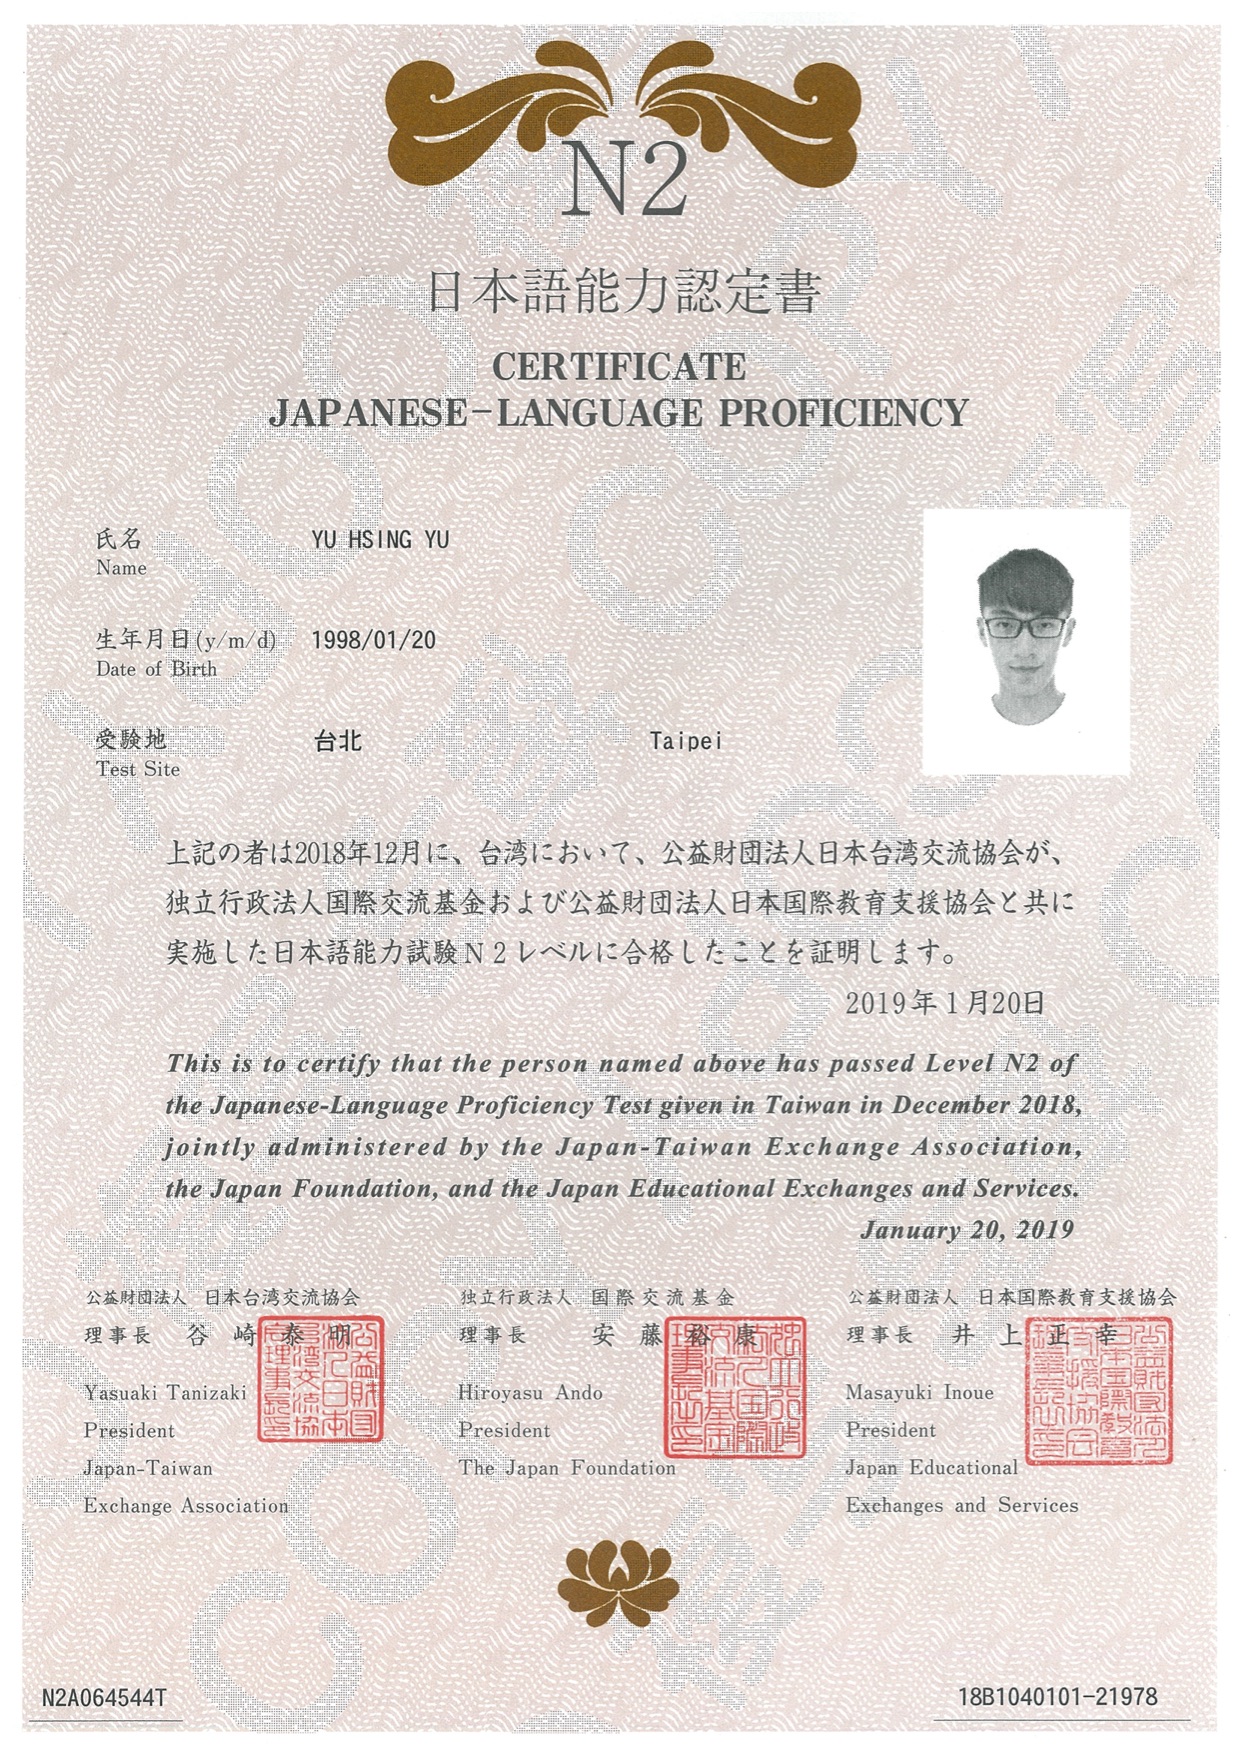 N2
日本語能力認定書
CERTIFICATE
JAPANESE-LANGUAGE PROFICIENCY
氏名 YU HSING YU
Name
生年月日(y/m/d) 1998/01/20
Date of Birth
受験地 台北 Taipei
Test Site
上記の者は2018年12月に、台湾において、公益財団法人日本台湾交流協会が、
独立行政法人国際交流基金および公益財団法人日本国際教育支援協会と共に
実施した日本語能力試験N2レベルに合格したことを証明します。
2019年1月20日
This is to certify that the person named above has passed Level N2 of
the Japanese-Language Proficiency Test given in Taiwan in December 2018,
jointly administered by the Japan-Taiwan Exchange Association,
the Japan Foundation, and the Japan Educational Exchanges and Services.
January 20, 2019
公益財団法人 日本台湾交流協会
理事長 谷崎泰明
Yasuaki Tanizaki
President
Japan-Taiwan
Exchange Association
独立行政法人 国際交流基金
理事長 安藤裕康
Hiroyasu Ando
President
The Japan Foundation
公益財団法人 日本国際教育支援協会
理事長 井上正幸
Masayuki Inoue
President
Japan Educational
Exchanges and Services
N2A064544T
18B1040101-21978